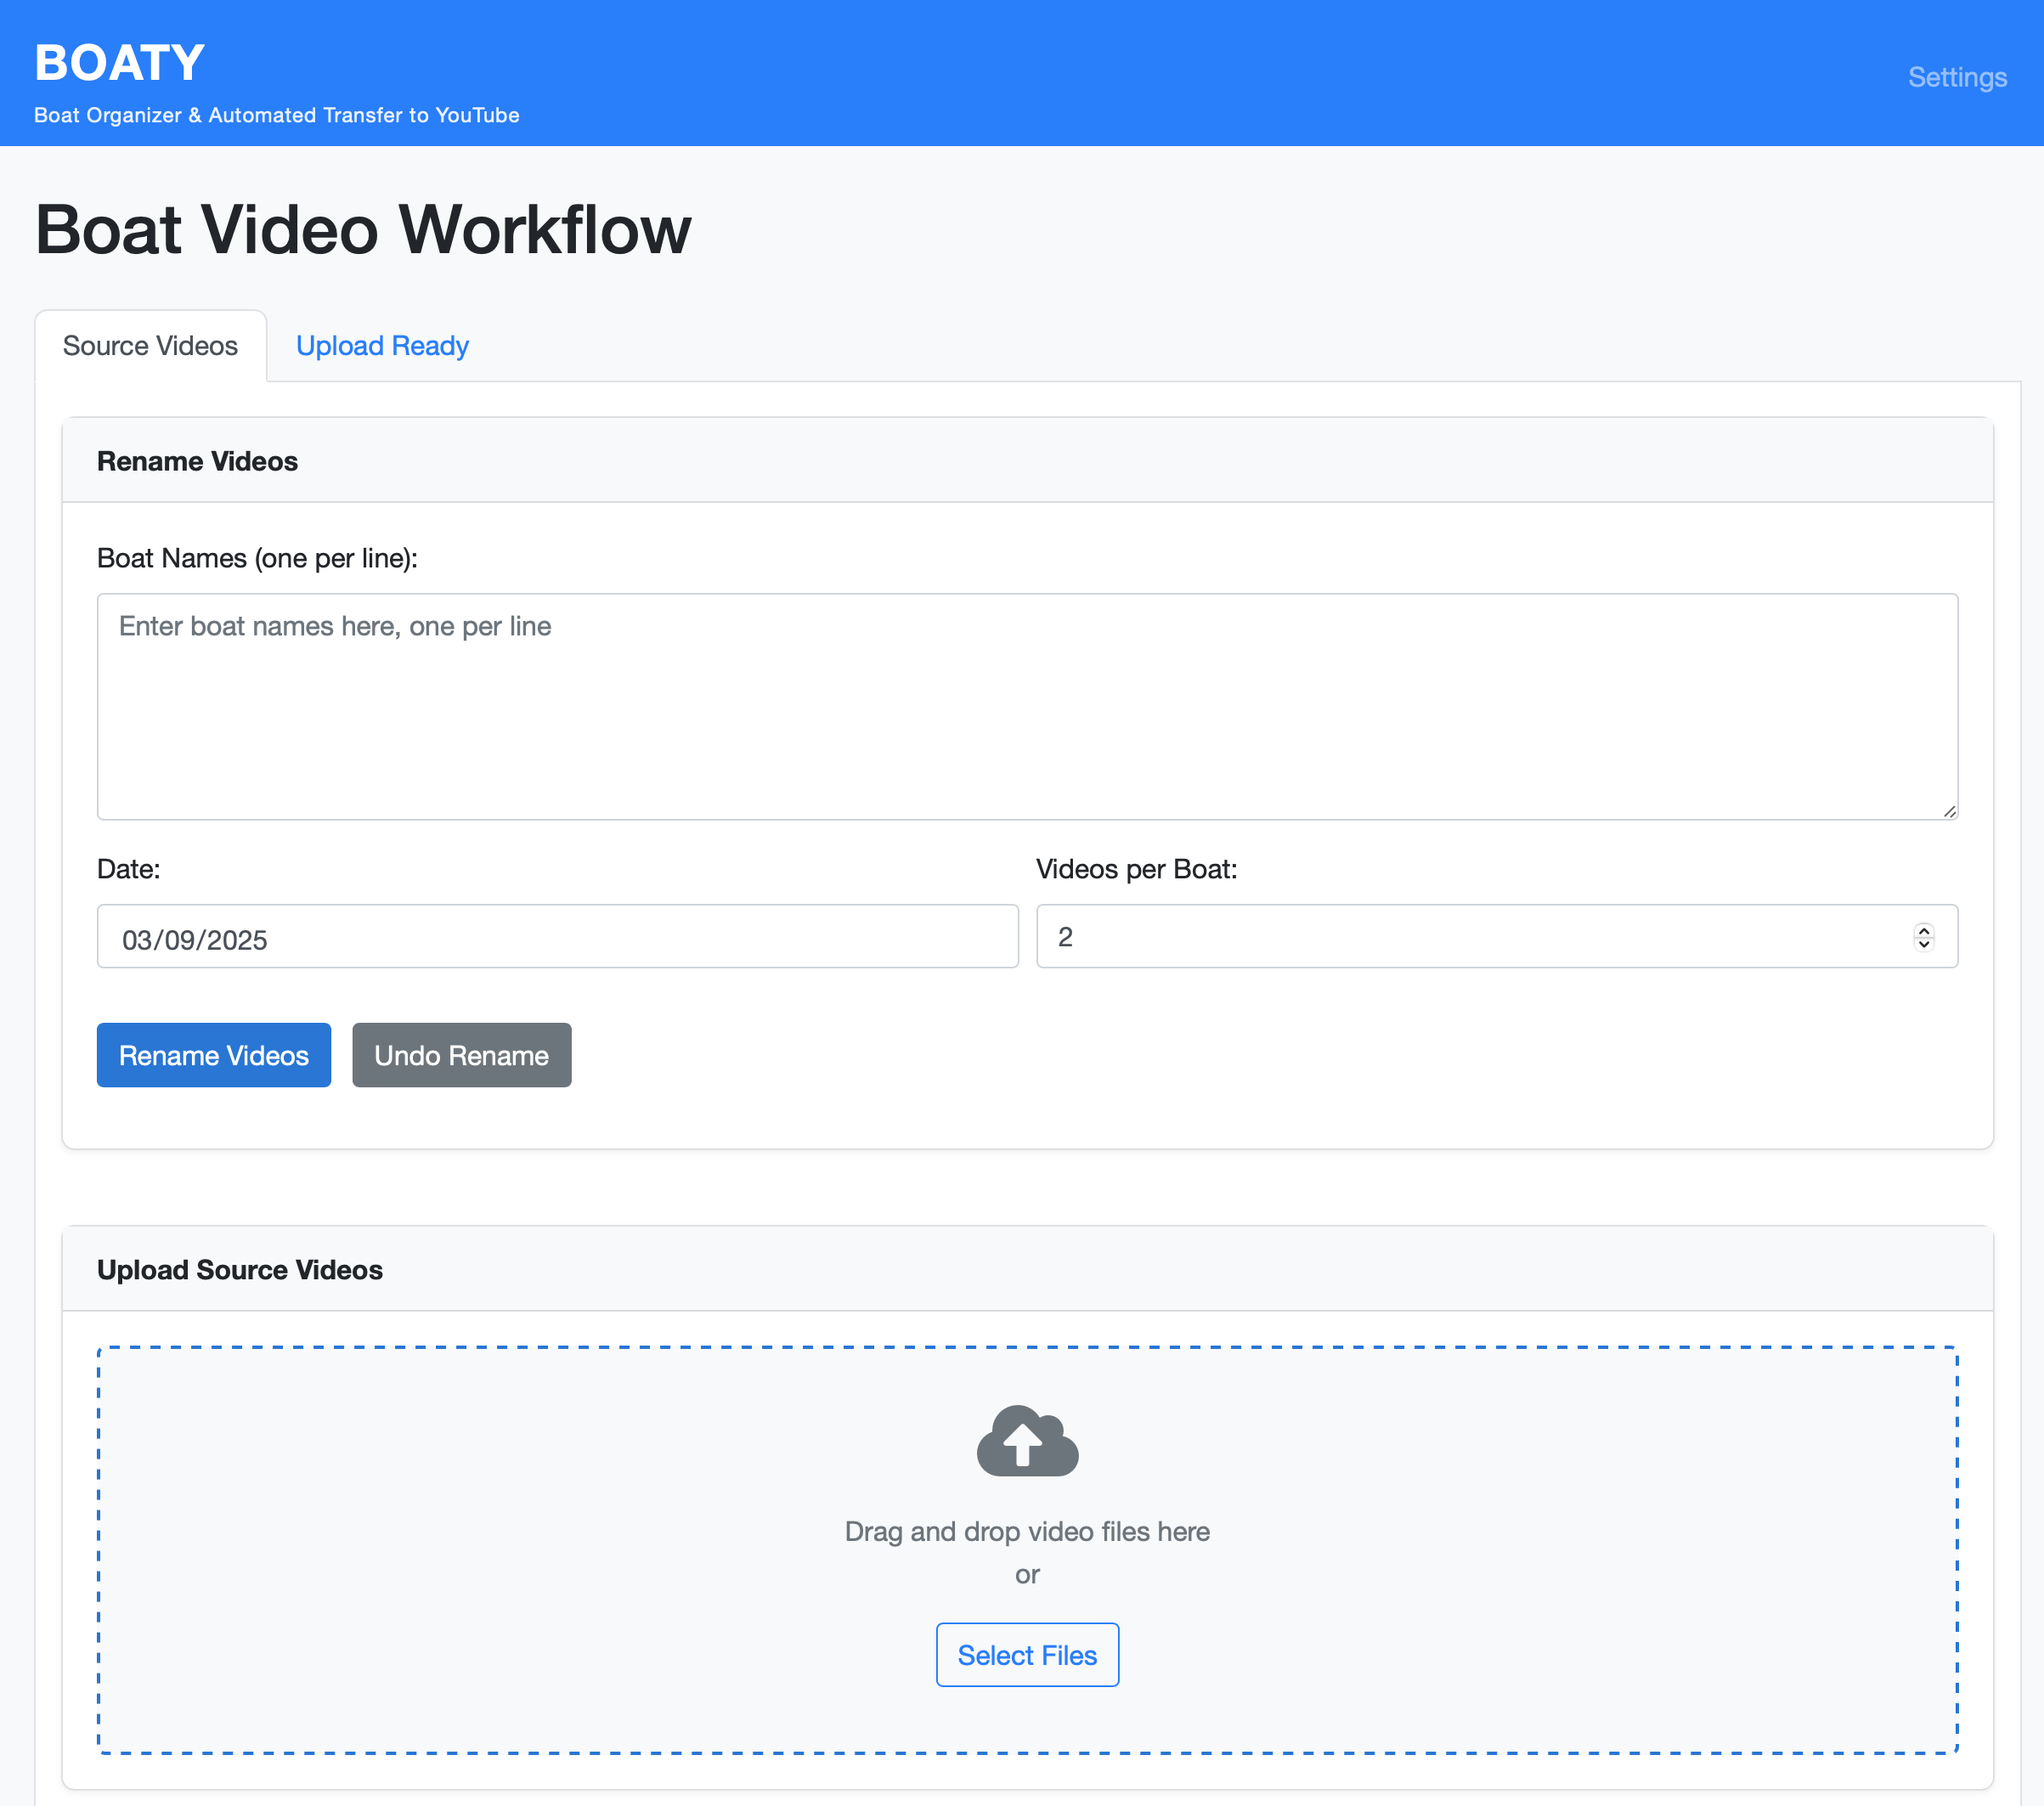 BOATY
Settings
Boat Organizer & Automated Transfer to YouTube
Boat Video Workflow
Source Videos
Upload Ready
Rename Videos
Boat Names (one per line):
Enter boat names here, one per line
Date:
Videos per Boat:
03/09/2025
2
Rename Videos
Undo Rename
Upload Source Videos
Drag and drop video files here
or
Select Files